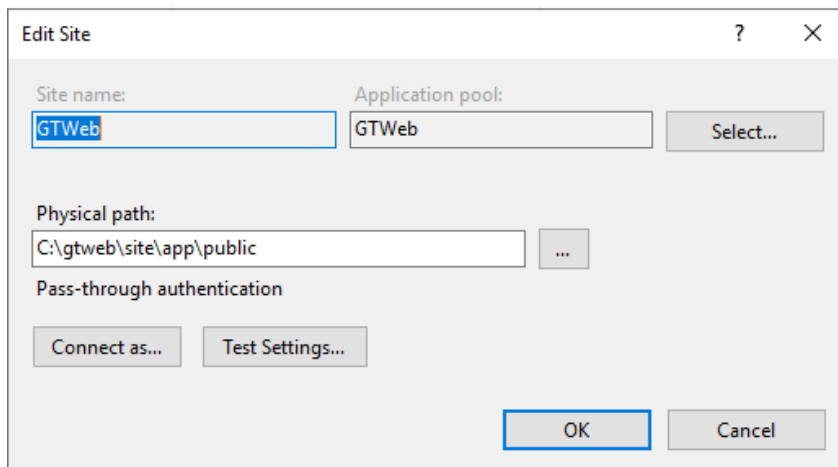 Edit Site
?
Site name:
Application pool:
GTWeb
GTWeb
Select...
Physical path:
C:\gtweb\site\app\public
...
Pass-through authentication
Connect as...
Test Settings...
OK
Cancel